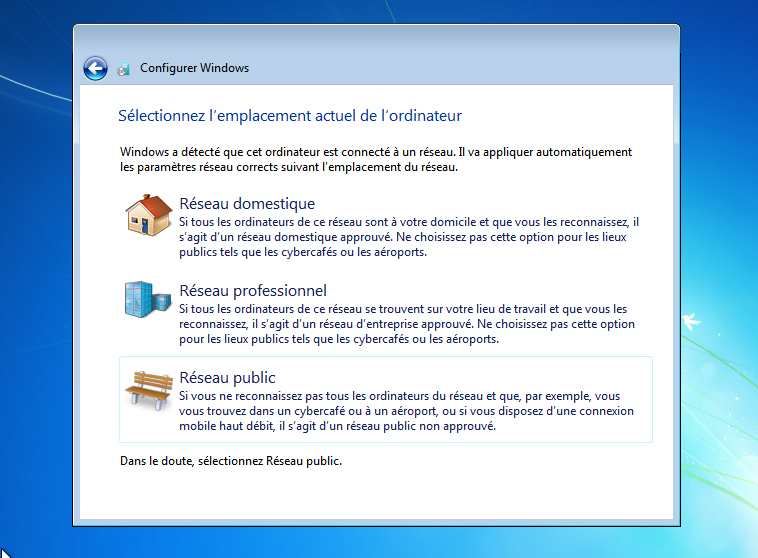 Configurer Windows
Sélectionnez l’emplacement actuel de l’ordinateur
Windows a détecté que cet ordinateur est connecté à un réseau. Il va appliquer automatiquement
les paramètres réseau corrects suivant l’emplacement du réseau.
Réseau domestique
Si tous les ordinateurs de ce réseau sont à votre domicile et que vous les reconnaissez, il
s’agit d’un réseau domestique approuvé. Ne choisissez pas cette option pour les lieux
publics tels que les cybercafés ou les aéroports.
Réseau professionnel
Si tous les ordinateurs de ce réseau se trouvent sur votre lieu de travail et que vous les
reconnaissez, il s’agit d’un réseau d’entreprise approuvé. Ne choisissez pas cette option
pour les lieux publics tels que les cybercafés ou les aéroports.
Réseau public
Si vous ne reconnaissez pas tous les ordinateurs du réseau et que, par exemple, vous
vous trouvez dans un cybercafé ou à un aéroport, ou si vous disposez d’une connexion
mobile haut débit, il s’agit d’un réseau public non approuvé.
Dans le doute, sélectionnez Réseau public.